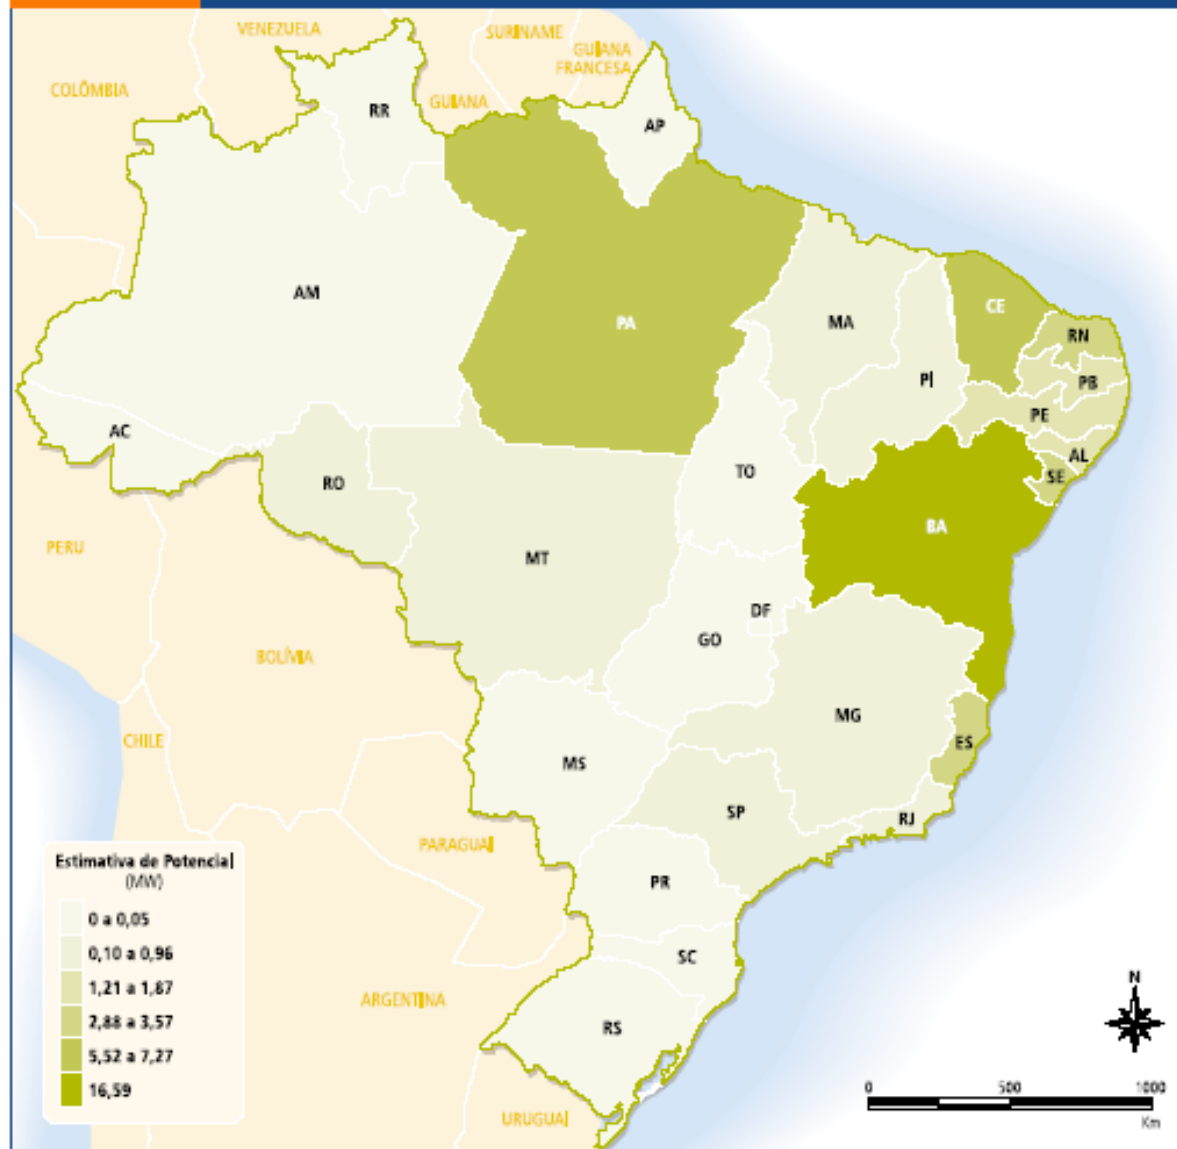 VENEZUELA
SURINAME
GUIANA
FRANCESA
COLÔMBIA
GUIANA
RR
AP
AM
PA
MA
CE
RN
PI
PB
PE
AC
AL
TO
SE
RO
BA
PERU
MT
DF
GO
BOLÍVIA
MG
CHILE
ES
MS
SP
RJ
PARAGUAI
Estimativa de Potencial
(MW)
PR
0 a 0,05
0,10 a 0,96
SC
1,21 a 1,87
N
ARGENTINA
2,88 a 3,57
RS
5,52 a 7,27
16,59
0 500 1000
Km
URUGUAI